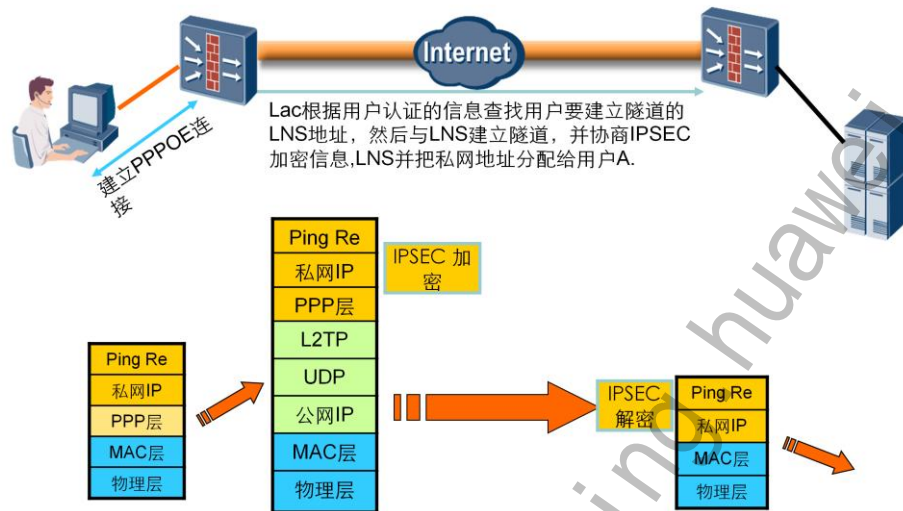 Internet
Lac根据用户认证的信息查找用户要建立隧道的
LNS地址，然后与LNS建立隧道，并协商IPSEC
加密信息,LNS并把私网地址分配给用户A.
建立PPPOE连
接
Ping Re
私网IP
PPP层
MAC层
物理层
Ping Re
私网IP
PPP层
L2TP
UDP
公网IP
MAC层
物理层
IPSEC 加
密
IPSEC
解密
Ping Re
私网IP
MAC层
物理层
ing.huawei